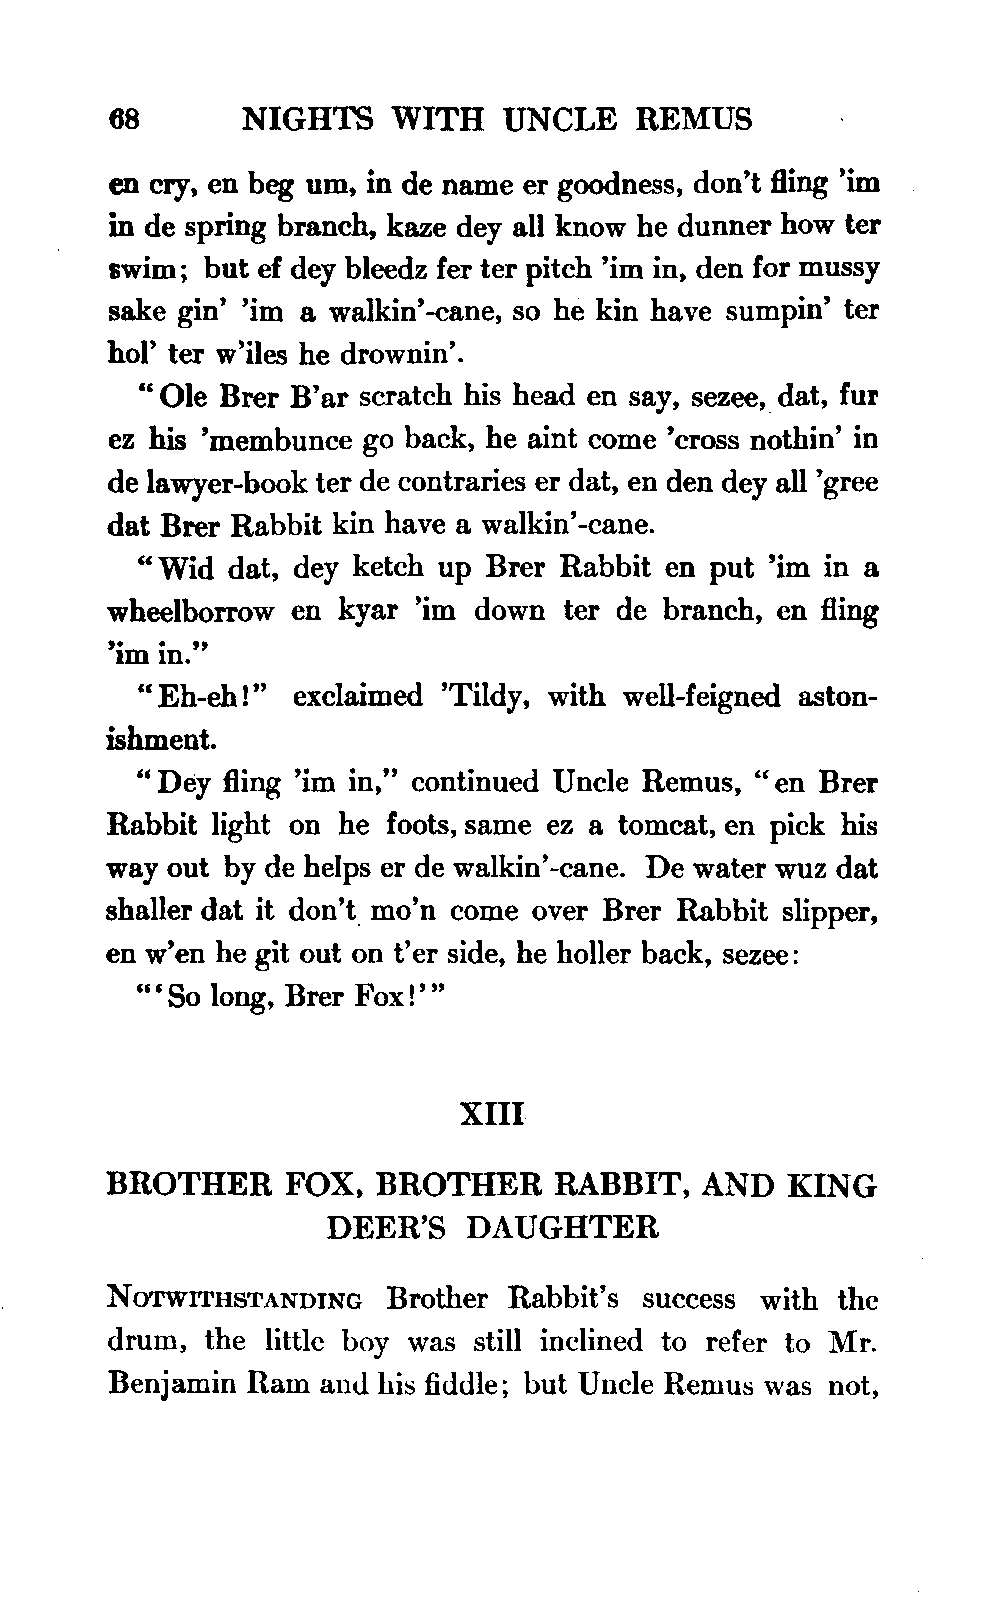 68 NIGHTS WITH UNCLE REMUS
en cry, en beg um, in de name er goodness, don't fling 'im
in de spring branch, kaze dey all know he dunner how ter
swim; but ef dey bleedz fer ter pitch 'im in, den for mussy
sake gin' 'im a walkin'-cane, so he kin have sumpin' ter
hol' ter w'iles he drownin'.
"Ole Brer B'ar scratch his head en say, sezee, dat, fur
ez his 'membunce go back, he aint come 'cross nothin' in
de lawyer-book ter de contraries er dat, en den dey all 'gree
dat Brer Rabbit kin have a walkin'-cane.
"Wid dat, dey ketch up Brer Rabbit en put 'im in a
wheelborrow en kyar 'im down ter de branch, en fling
'im in."
"Eh-eh!" exclaimed 'Tildy, with well-feigned aston-
ishment.
"Dey fling 'im in," continued Uncle Remus, "en Brer
Rabbit light on he foots, same ez a tomcat, en pick his
way out by de helps er de walkin'-cane. De water wuz dat
shaller dat it don't mo'n come over Brer Rabbit slipper,
en w'en he git out on t'er side, he holler back, sezee:
"'So long, Brer Fox!'"
XIII
BROTHER FOX, BROTHER RABBIT, AND KING
DEER'S DAUGHTER
NOTWITHSTANDING Brother Rabbit's success with the
drum, the little boy was still inclined to refer to Mr.
Benjamin Ram and his fiddle; but Uncle Remus was not,